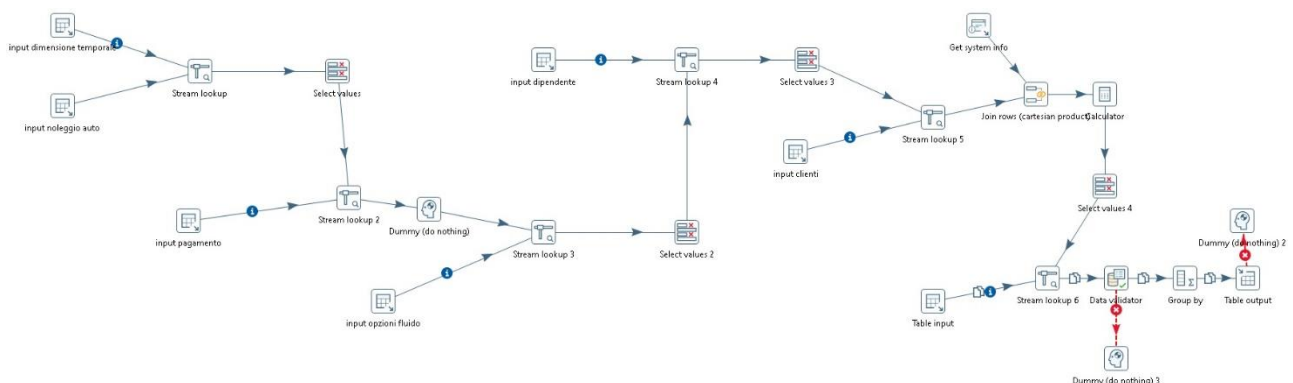 Get system info
input dimensione temporale
Stream lookup
Select values
input dipendente
Stream lookup 4
Select values 3
Join rows (cartesian product)
Calculator
input noleggio auto
Stream lookup 5
input clienti
Select values 4
input pagamento
Stream lookup 2
Dummy (do nothing)
Stream lookup 3
Select values 2
Dummy (do nothing) 2
input opzioni fluido
Table input
Stream lookup 6
Data validator
Group by
Table output
Dummy (do nothing) 3